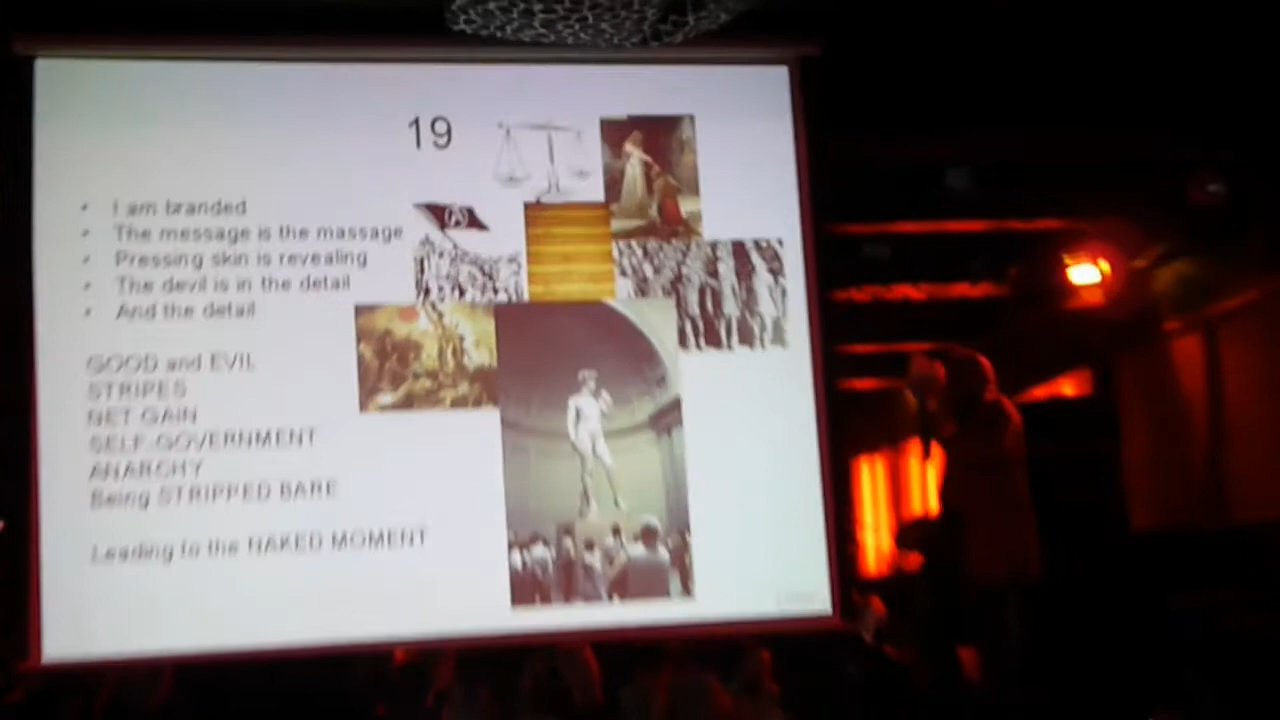 19
• I am branded
• The message is the massage
• Pressing skin is revealing
• The devil is in the detail
• And the detail
GOOD and EVIL
STRIPES
NET GAIN
SELF-GOVERNMENT
ANARCHY
Being STRIPPED BARE
Leading to the NAKED MOMENT